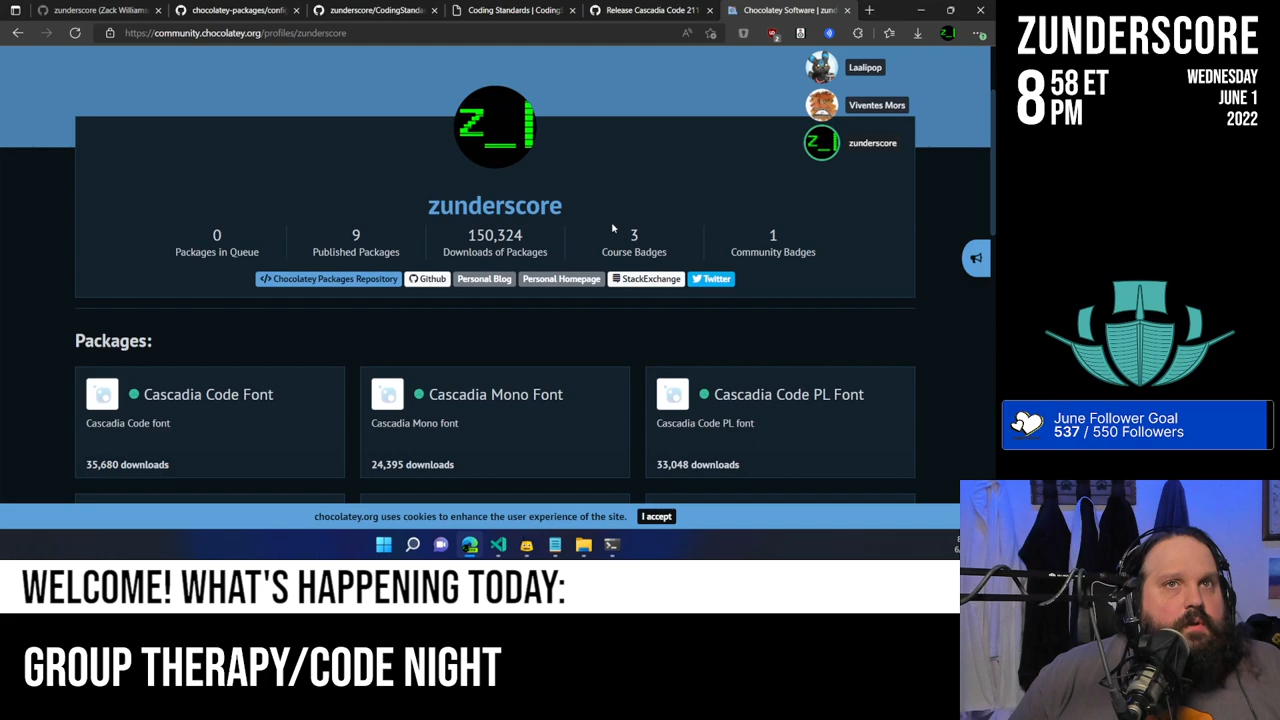 zunderscore (Zack Williams
chocolatey-packages/config
zunderscore/CodingStandar
Coding Standards | CodingS
Release Cascadia Code 211
Chocolatey Software | zund
https://community.chocolatey.org/profiles/zunderscore
Laalipop
Viventes Mors
zunderscore
Z_
zunderscore
0
Packages in Queue
9
Published Packages
150,324
Downloads of Packages
3
Course Badges
1
Community Badges
Chocolatey Packages Repository
Github
Personal Blog
Personal Homepage
StackExchange
Twitter
Packages:
Cascadia Code Font
Cascadia Code font
35,680 downloads
Cascadia Mono Font
Cascadia Mono font
24,395 downloads
Cascadia Code PL Font
Cascadia Code PL font
33,048 downloads
chocolatey.org uses cookies to enhance the user experience of the site.
I accept
ZUNDERSCORE
8 58 ET
PM
WEDNESDAY
JUNE 1
2022
June Follower Goal
537 / 550 Followers
WELCOME! WHAT'S HAPPENING TODAY:
GROUP THERAPY/CODE NIGHT